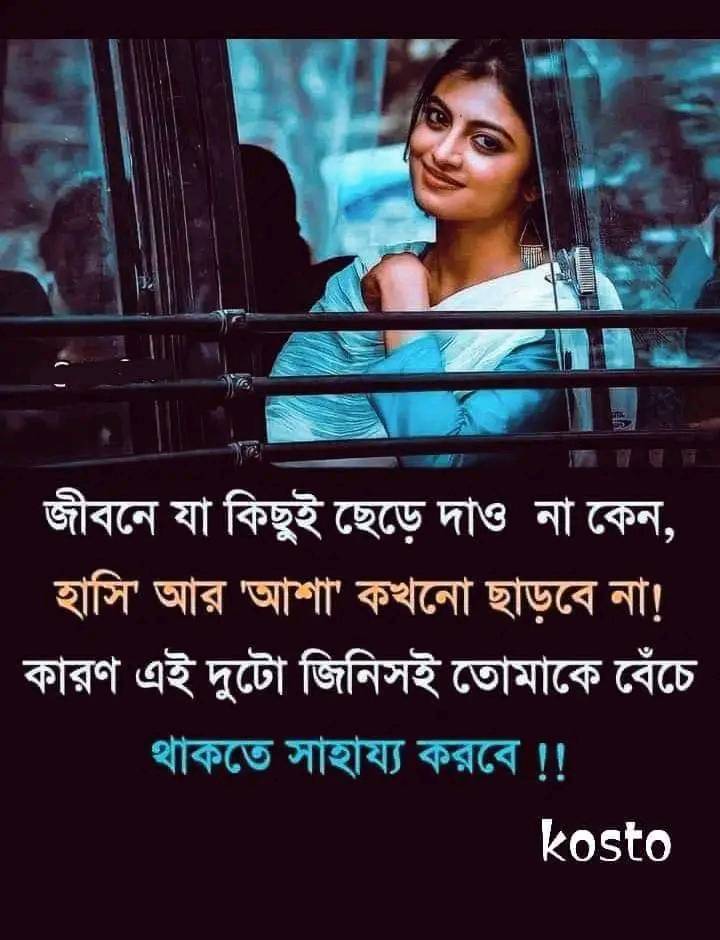 জীবনে যা কিছুই ছেড়ে দাও না কেন,
হাসি' আর 'আশা' কখনো ছাড়বে না!
কারণ এই দুটো জিনিসই তোমাকে বেঁচে
থাকতে সাহায্য করবে !!
kosto